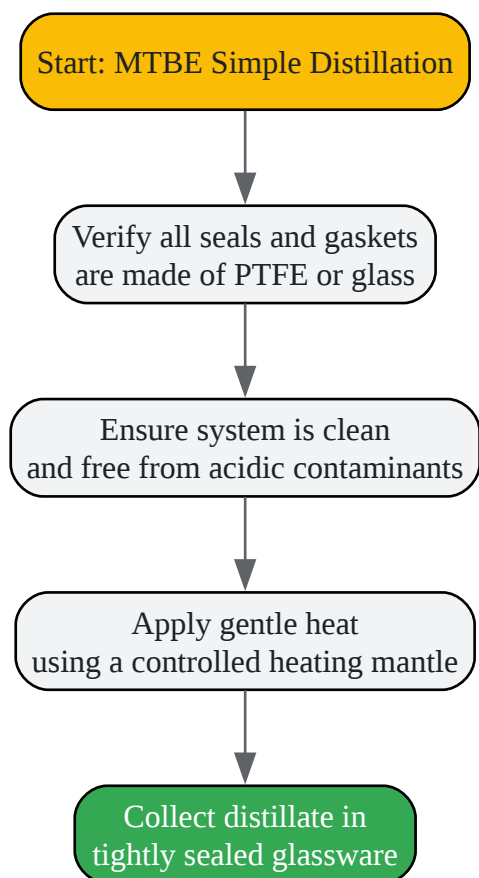 Start: MTBE Simple Distillation
Verify all seals and gaskets
are made of PTFE or glass
Ensure system is clean
and free from acidic contaminants
Apply gentle heat
using a controlled heating mantle
Collect distillate in
tightly sealed glassware